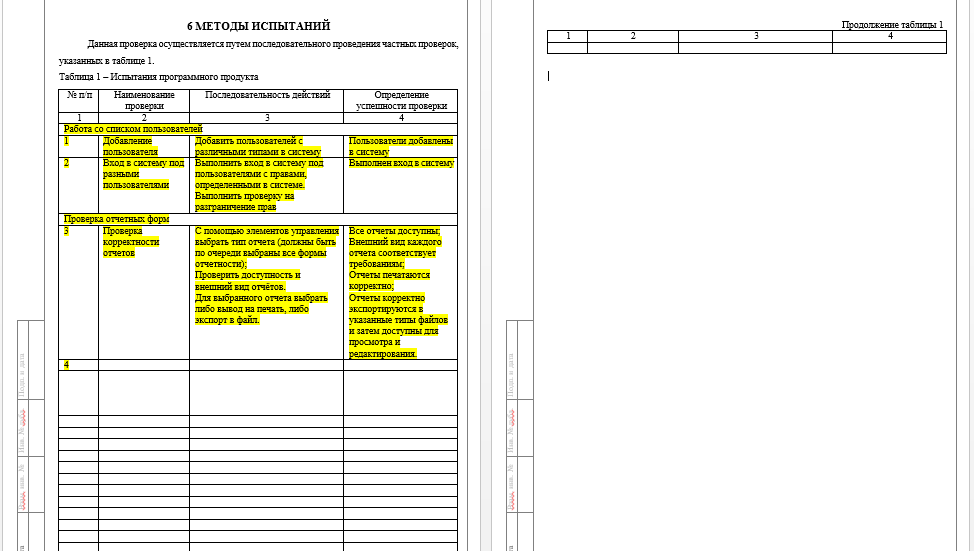 6 МЕТОДЫ ИСПЫТАНИЙ
Данная проверка осуществляется путем последовательного проведения частных проверок,
указанных в таблице 1.
Таблица 1 – Испытания программного продукта
№ п/п
Наименование
проверки
Последовательность действий
Определение
успешности проверки
1 2 3 4
Работа со списком пользователей
1
Добавление
пользователя
Добавить пользователей с
различными типами в систему
Пользователи добавлены
в систему
2
Вход в систему под
разными
пользователями
Выполнить вход в систему под
пользователями с правами,
определенными в системе.
Выполнить проверку на
разграничение прав
Выполнен вход в систему
Проверка отчетных форм
3
Проверка
корректности
отчетов
С помощью элементов управления
выбрать тип отчета (должны быть
по очереди выбраны все формы
отчетности);
Проверить доступность и
внешний вид отчётов.
Для выбранного отчета выбрать
либо вывод на печать, либо
экспорт в файл.
Все отчеты доступны;
Внешний вид каждого
отчета соответствует
требованиям;
Отчеты печатаются
корректно;
Отчеты корректно
экспортируются в
указанные типы файлов
и затем доступны для
просмотра и
редактирования.
4
Подп. и дата
Инв. № дубл.
Взам. инв. №
Продолжение таблицы 1
1 2 3 4
Подп. и дата
Инв. № дубл.
Взам. инв. №